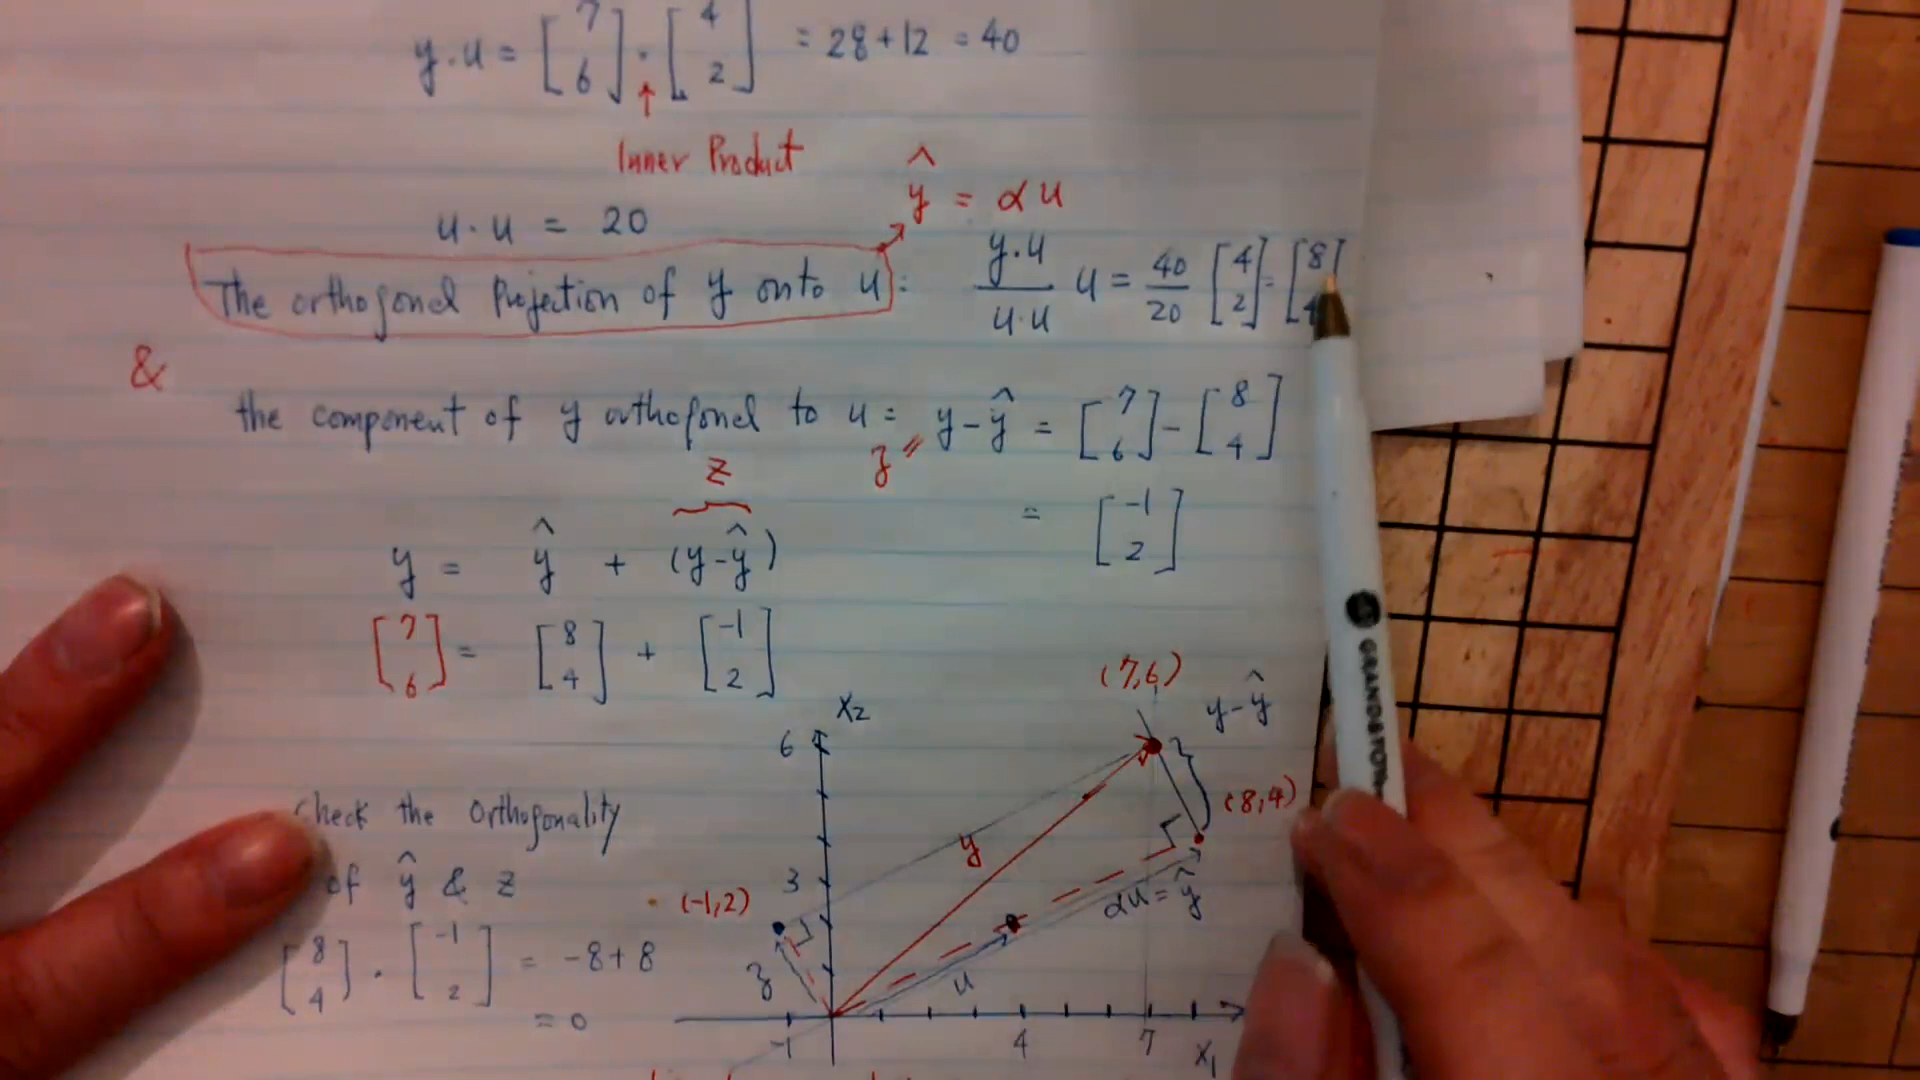 y·u = [7 6] · [4 2] = 28+12 = 40
↑
Inner Product
ŷ = αu
u·u = 20
The orthogonal Projection of y onto u: y·u / u·u u = 40/20 [4 2] = [8 4]
&
the component of y orthogonal to u = y-ŷ = [7 6] - [8 4]
z
z
= [-1 2]
y = ŷ + (y-ŷ)
[7 6] = [8 4] + [-1 2]
check the Orthogonality
of ŷ & z
[8 4] · [-1 2] = -8+8
= 0
x2
6
3
(7,6)
y-ŷ
(8,4)
y
(-1,2)
αu=ŷ
z
u
-1
4
7
x1
GRANDSTON